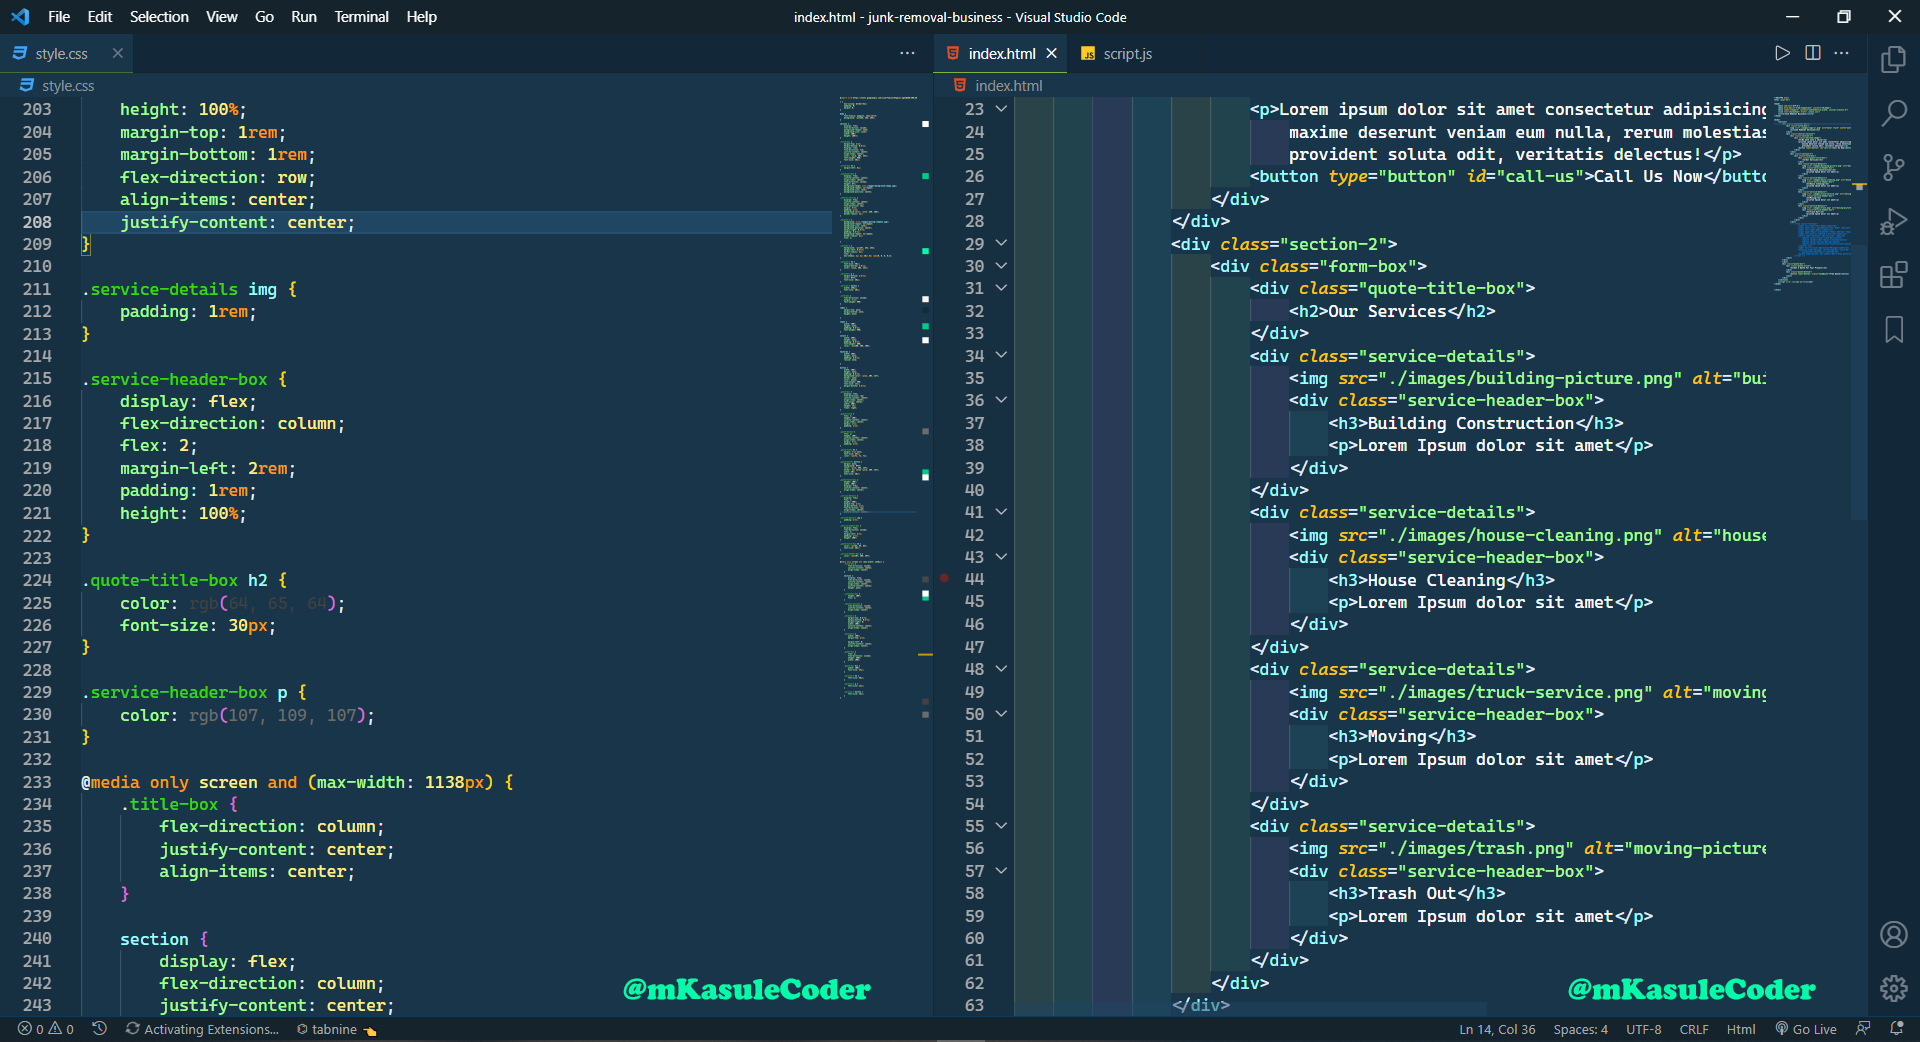 File Edit Selection View Go Run Terminal Help
index.html - junk-removal-business - Visual Studio Code
style.css
style.css
203 height: 100%;
204 margin-top: 1rem;
205 margin-bottom: 1rem;
206 flex-direction: row;
207 align-items: center;
208 justify-content: center;
209 }
210
211 .service-details img {
212 padding: 1rem;
213 }
214
215 .service-header-box {
216 display: flex;
217 flex-direction: column;
218 flex: 2;
219 margin-left: 2rem;
220 padding: 1rem;
221 height: 100%;
222 }
223
224 .quote-title-box h2 {
225 color: rgb(64, 65, 64);
226 font-size: 30px;
227 }
228
229 .service-header-box p {
230 color: rgb(107, 109, 107);
231 }
232
233 @media only screen and (max-width: 1138px) {
234 .title-box {
235 flex-direction: column;
236 justify-content: center;
237 align-items: center;
238 }
239
240 section {
241 display: flex;
242 flex-direction: column;
243 justify-content: center;
@mKasuleCoder
index.html script.js
index.html
23 <p>Lorem ipsum dolor sit amet consectetur adipisicing
24 maxime deserunt veniam eum nulla, rerum molestias
25 provident soluta odit, veritatis delectus!</p>
26 <button type="button" id="call-us">Call Us Now</butto
27 </div>
28 </div>
29 <div class="section-2">
30 <div class="form-box">
31 <div class="quote-title-box">
32 <h2>Our Services</h2>
33 </div>
34 <div class="service-details">
35 <img src="./images/building-picture.png" alt="bui
36 <div class="service-header-box">
37 <h3>Building Construction</h3>
38 <p>Lorem Ipsum dolor sit amet</p>
39 </div>
40 </div>
41 <div class="service-details">
42 <img src="./images/house-cleaning.png" alt="house
43 <div class="service-header-box">
44 <h3>House Cleaning</h3>
45 <p>Lorem Ipsum dolor sit amet</p>
46 </div>
47 </div>
48 <div class="service-details">
49 <img src="./images/truck-service.png" alt="moving
50 <div class="service-header-box">
51 <h3>Moving</h3>
52 <p>Lorem Ipsum dolor sit amet</p>
53 </div>
54 </div>
55 <div class="service-details">
56 <img src="./images/trash.png" alt="moving-picture
57 <div class="service-header-box">
58 <h3>Trash Out</h3>
59 <p>Lorem Ipsum dolor sit amet</p>
60 </div>
61 </div>
62 </div>
63 </div>
@mKasuleCoder
0 0 Activating Extensions... tabnine
Ln 14, Col 36 Spaces: 4 UTF-8 CRLF Html Go Live